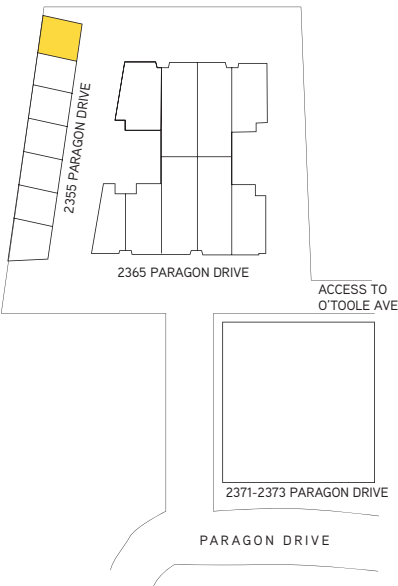 2355 PARAGON DRIVE
2365 PARAGON DRIVE
ACCESS TO
O'TOOLE AVE
2371-2373 PARAGON DRIVE
PARAGON DRIVE